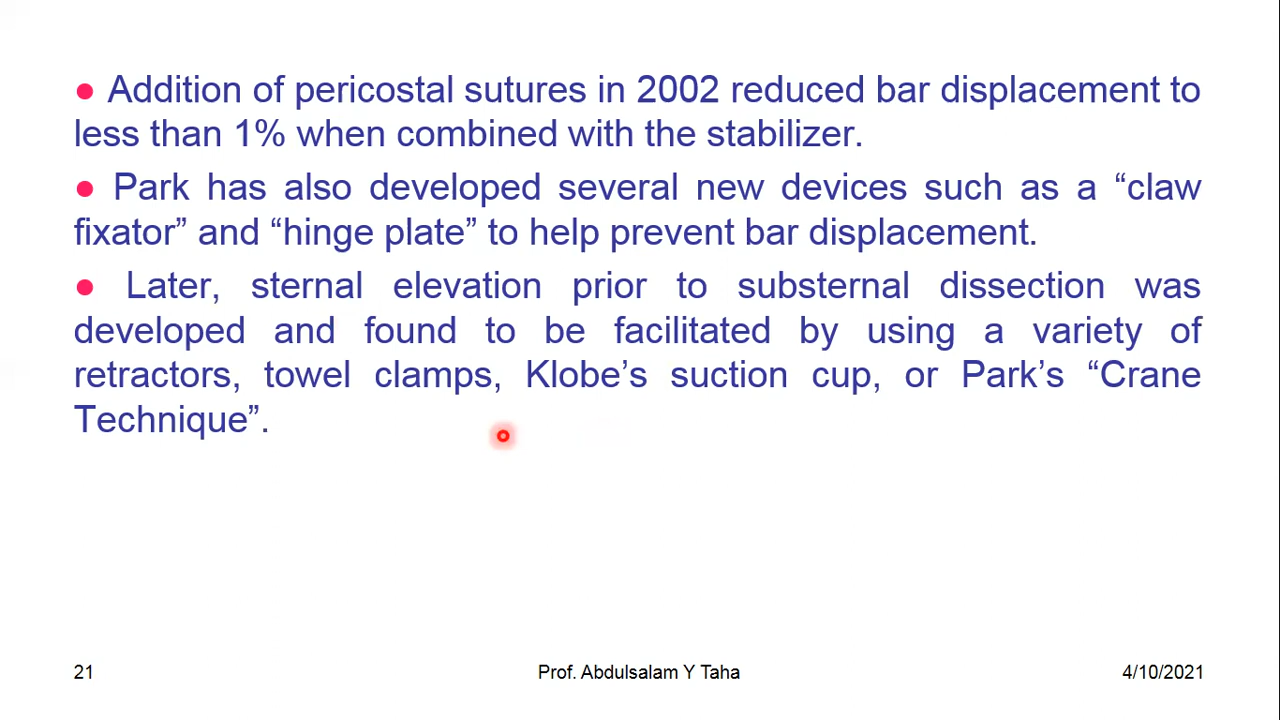 ● Addition of pericostal sutures in 2002 reduced bar displacement to
less than 1% when combined with the stabilizer.
● Park has also developed several new devices such as a “claw
fixator” and “hinge plate” to help prevent bar displacement.
● Later, sternal elevation prior to substernal dissection was
developed and found to be facilitated by using a variety of
retractors, towel clamps, Klobe’s suction cup, or Park’s “Crane
Technique”.
21 Prof. Abdulsalam Y Taha 4/10/2021